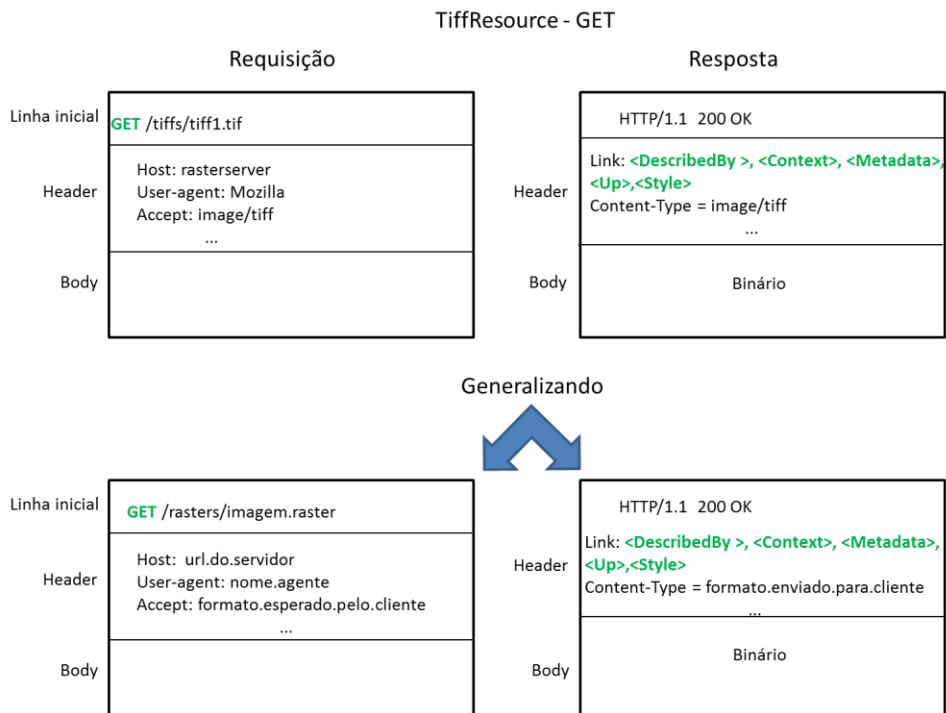 TiffResource - GET
Requisição
Resposta
Linha inicial
GET /tiffs/tiff1.tif
Header
Host: rasterserver
User-agent: Mozilla
Accept: image/tiff
...
Body
HTTP/1.1 200 OK
Header
Link: <DescribedBy >, <Context>, <Metadata>,
<Up>,<Style>
Content-Type = image/tiff
...
Body
Binário
Generalizando
Linha inicial
GET /rasters/imagem.raster
Header
Host: url.do.servidor
User-agent: nome.agente
Accept: formato.esperado.pelo.cliente
...
Body
HTTP/1.1 200 OK
Header
Link: <DescribedBy >, <Context>, <Metadata>,
<Up>,<Style>
Content-Type = formato.enviado.para.cliente
...
Body
Binário